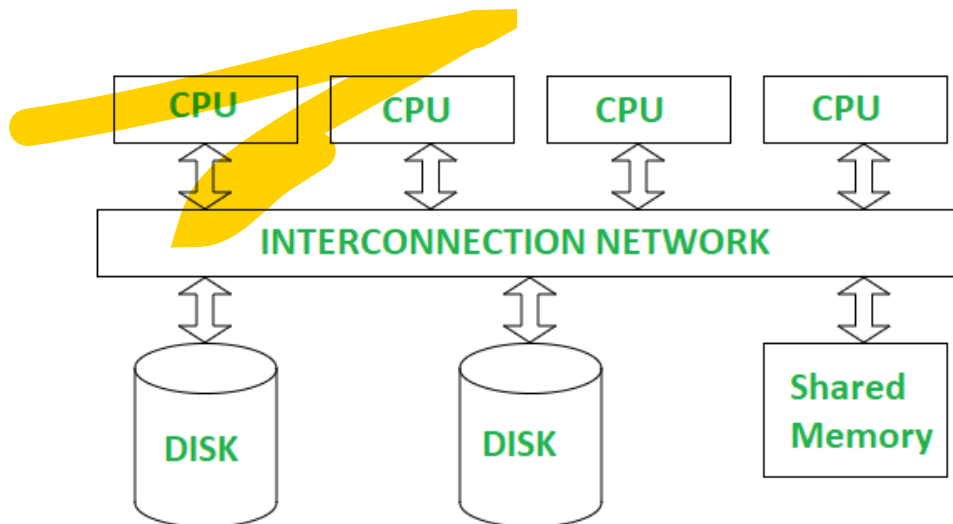 CPU
CPU
CPU
CPU
INTERCONNECTION NETWORK
DISK
DISK
Shared
Memory